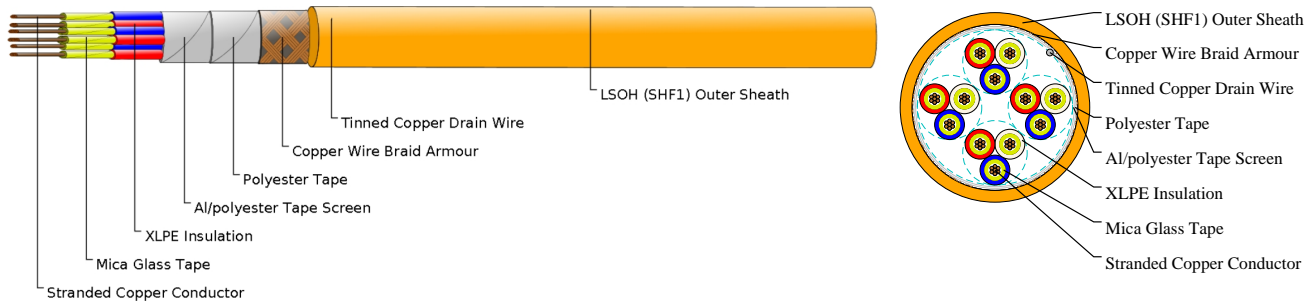 LSOH (SHF1) Outer Sheath
Tinned Copper Drain Wire
Copper Wire Braid Armour
Polyester Tape
Al/polyester Tape Screen
XLPE Insulation
Mica Glass Tape
Stranded Copper Conductor
LSOH (SHF1) Outer Sheath
Copper Wire Braid Armour
Tinned Copper Drain Wire
Polyester Tape
Al/polyester Tape Screen
XLPE Insulation
Mica Glass Tape
Stranded Copper Conductor